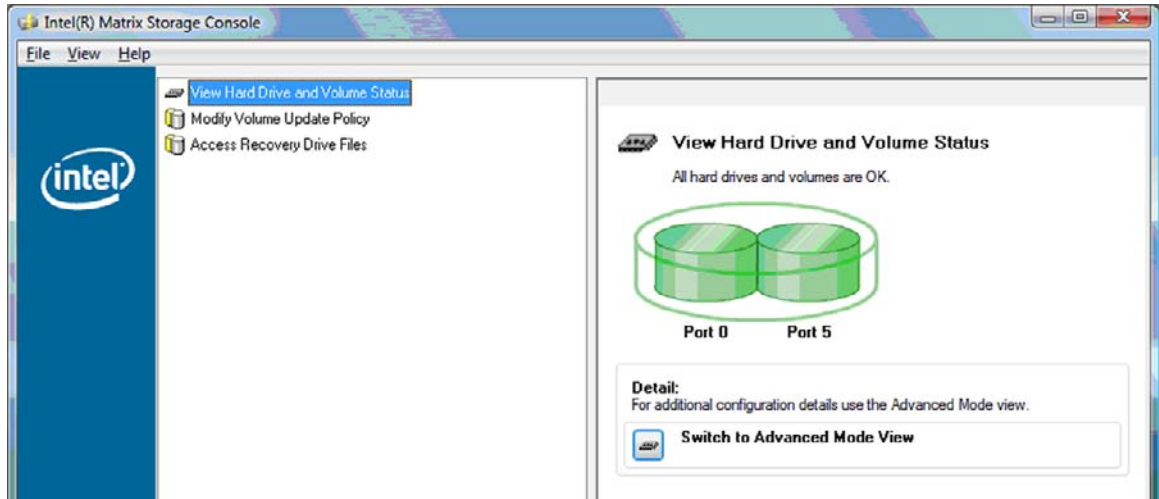 Intel(R) Matrix Storage Console
File View Help
intel
View Hard Drive and Volume Status
Modify Volume Update Policy
Access Recovery Drive Files
View Hard Drive and Volume Status
All hard drives and volumes are OK.
Port 0 Port 5
Detail:
For additional configuration details use the Advanced Mode view.
Switch to Advanced Mode View